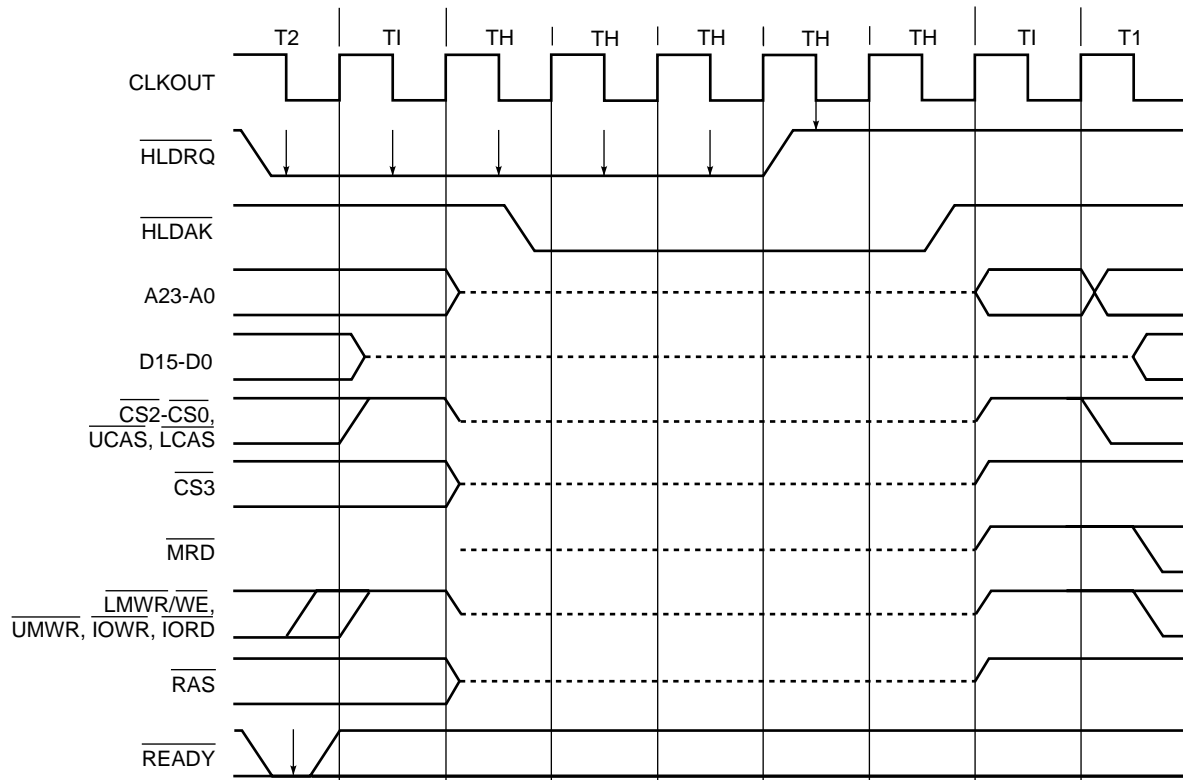 T2 TI TH TH TH TH TH TI T1
CLKOUT
HLDRQ
HLDAK
A23-A0
D15-D0
CS2-CS0,
UCAS, LCAS
CS3
MRD
LMWR/WE,
UMWR, IOWR, IORD
RAS
READY